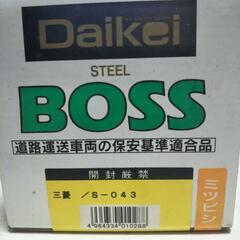 Daikei
STEEL
BOSS
道路運送車両の保安基準適合品
開封厳禁
三菱 /S-043
ミツビシ
4984334010288